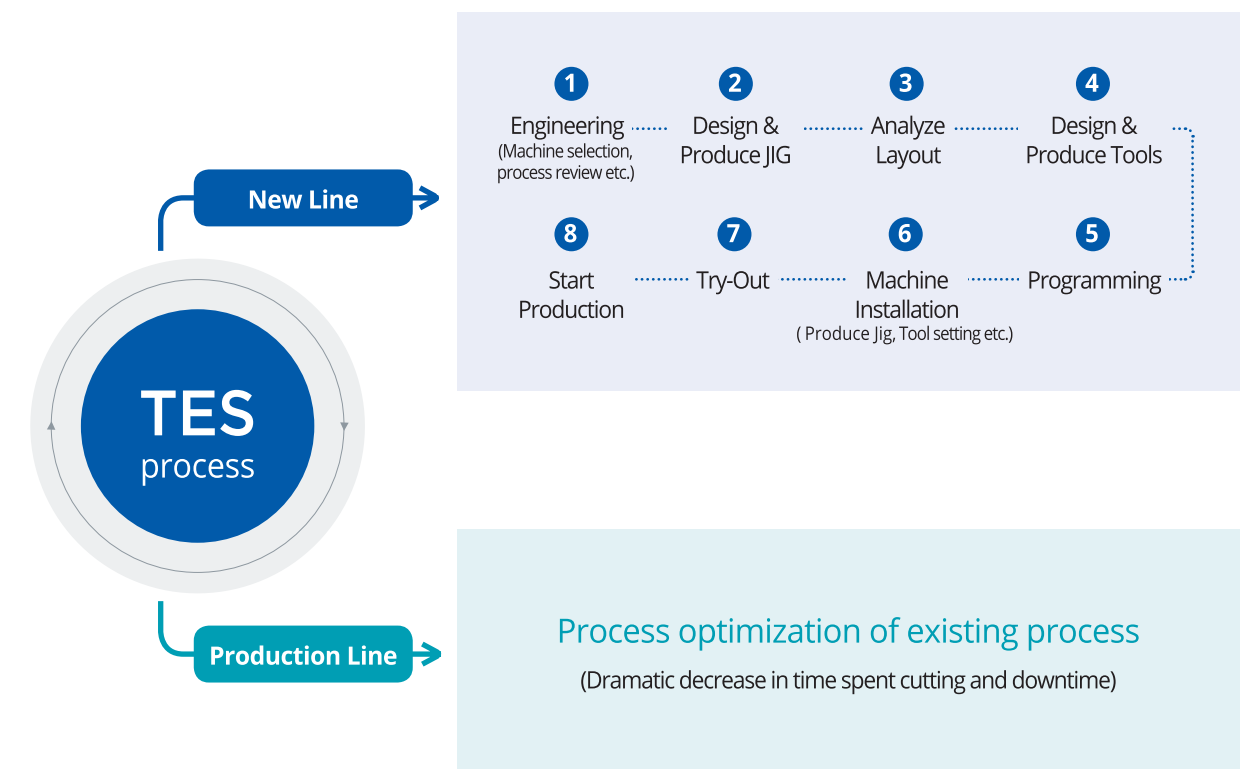 TES
process
New Line
1
Engineering
(Machine selection,
process review etc.)
2
Design &
Produce JIG
3
Analyze
Layout
4
Design &
Produce Tools
5
Programming
6
Machine
Installation
( Produce Jig, Tool setting etc.)
7
Try-Out
8
Start
Production
Production Line
Process optimization of existing process
(Dramatic decrease in time spent cutting and downtime)